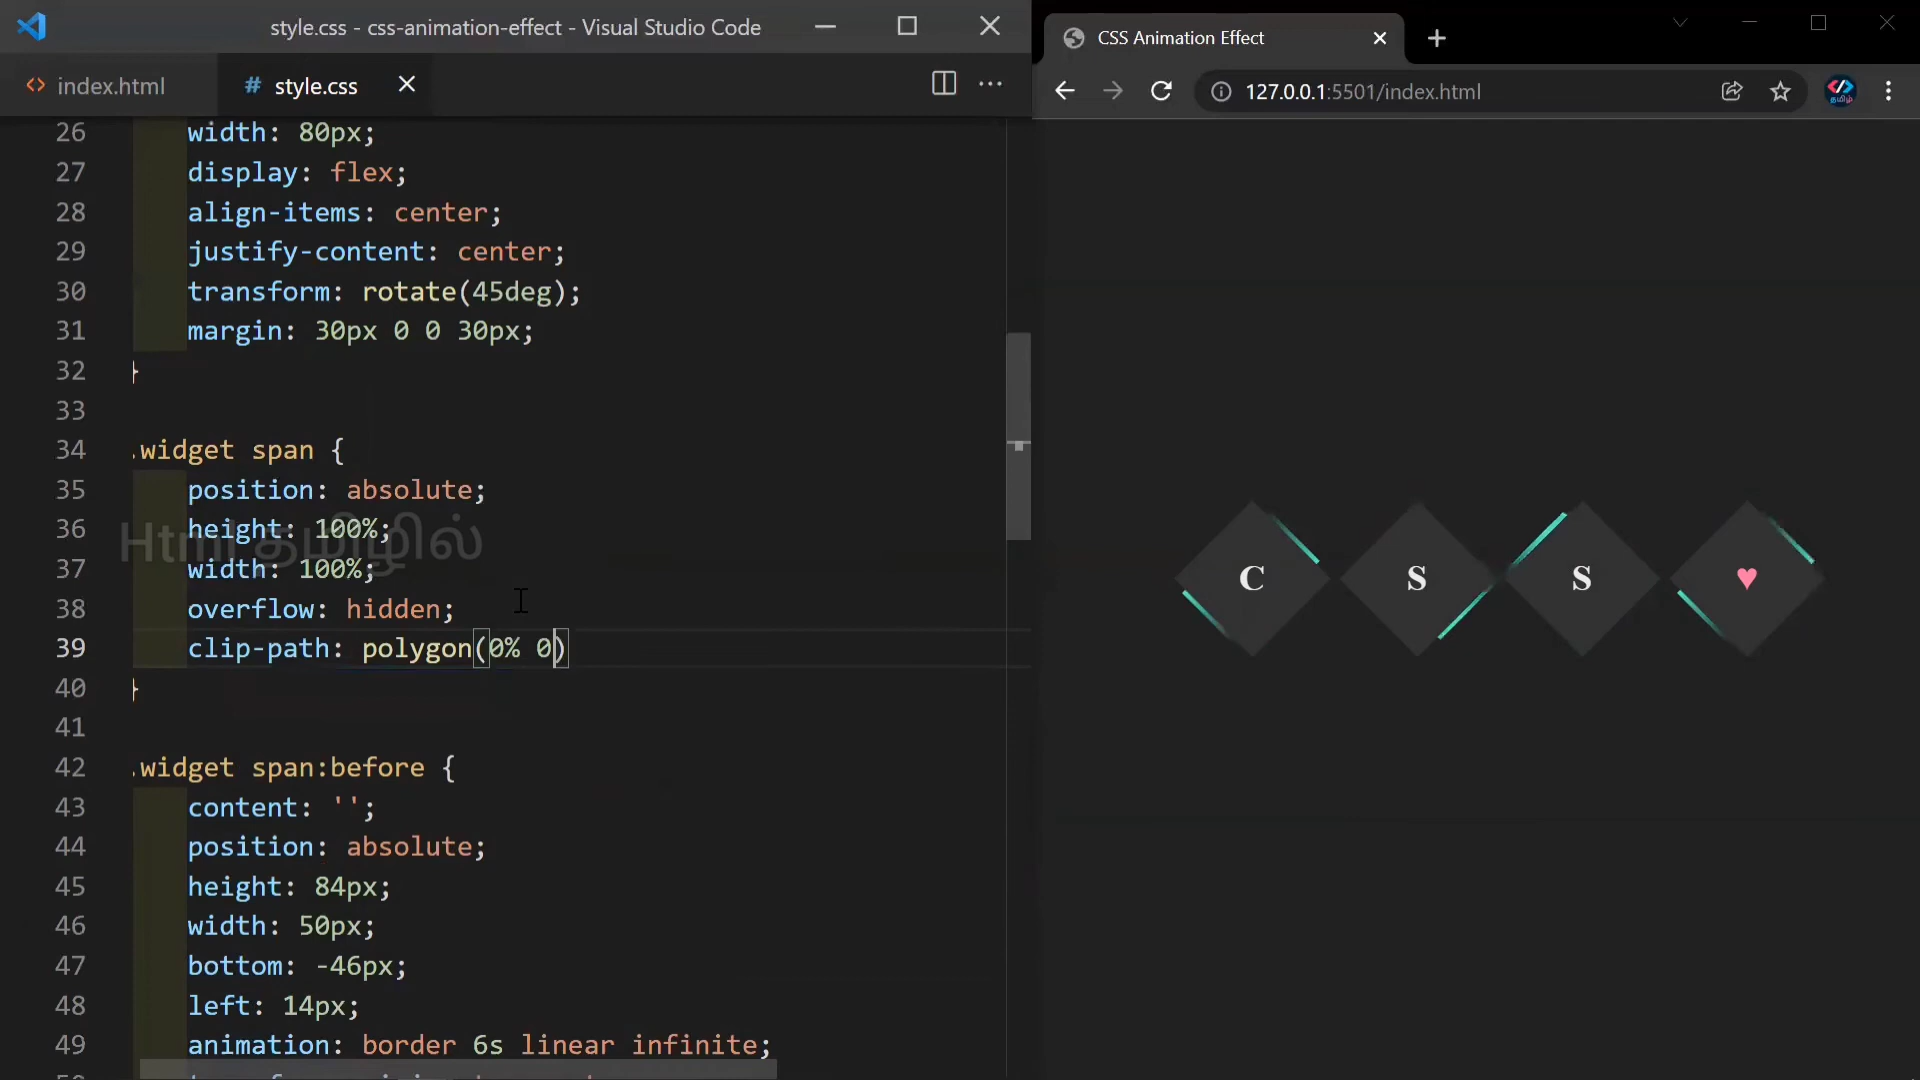 style.css - css-animation-effect - Visual Studio Code
index.html
# style.css
26 width: 80px;
27 display: flex;
28 align-items: center;
29 justify-content: center;
30 transform: rotate(45deg);
31 margin: 30px 0 0 30px;
32 }
33
34 .widget span {
35 position: absolute;
36 height: 100%;
Html தமிழில்
37 width: 100%;
38 overflow: hidden;
39 clip-path: polygon(0% 0)
40 }
41
42 .widget span:before {
43 content: '';
44 position: absolute;
45 height: 84px;
46 width: 50px;
47 bottom: -46px;
48 left: 14px;
49 animation: border 6s linear infinite;
CSS Animation Effect
127.0.0.1:5501/index.html
தமிழ்
C S S ♥